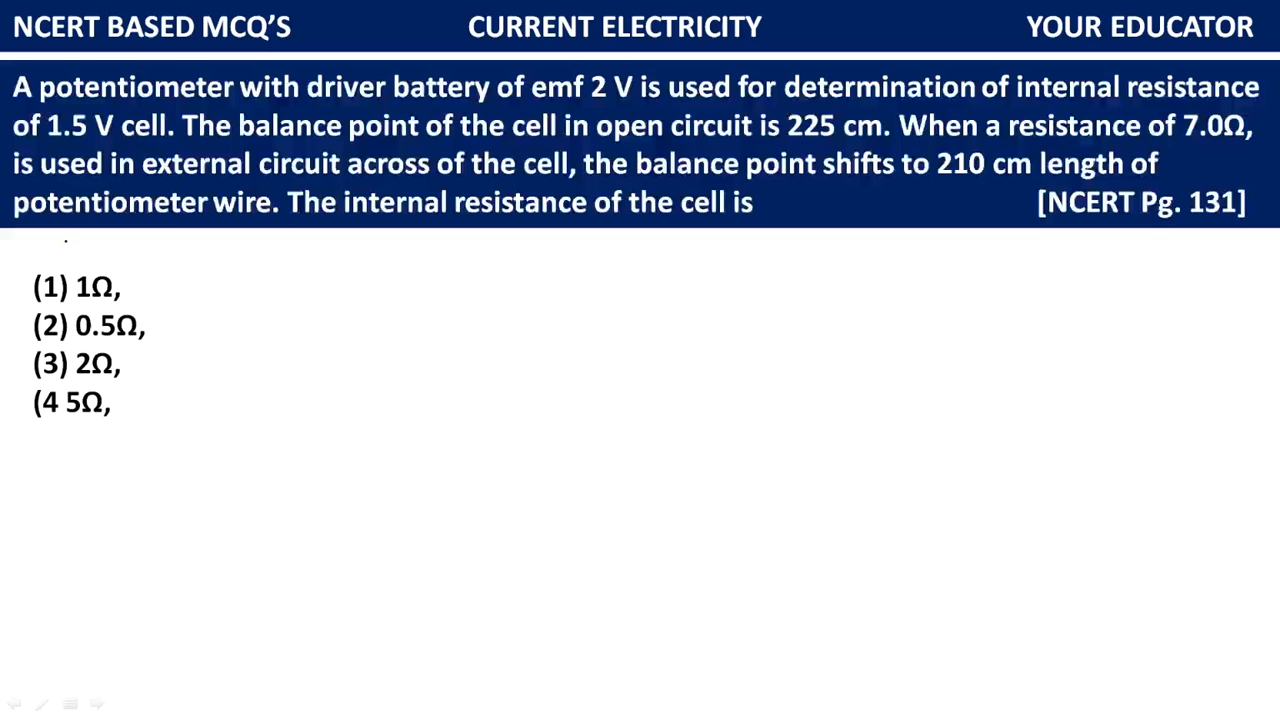 NCERT BASED MCQ’S CURRENT ELECTRICITY YOUR EDUCATOR
A potentiometer with driver battery of emf 2 V is used for determination of internal resistance
of 1.5 V cell. The balance point of the cell in open circuit is 225 cm. When a resistance of 7.0Ω,
is used in external circuit across of the cell, the balance point shifts to 210 cm length of
potentiometer wire. The internal resistance of the cell is [NCERT Pg. 131]
(1) 1Ω,
(2) 0.5Ω,
(3) 2Ω,
(4 5Ω,